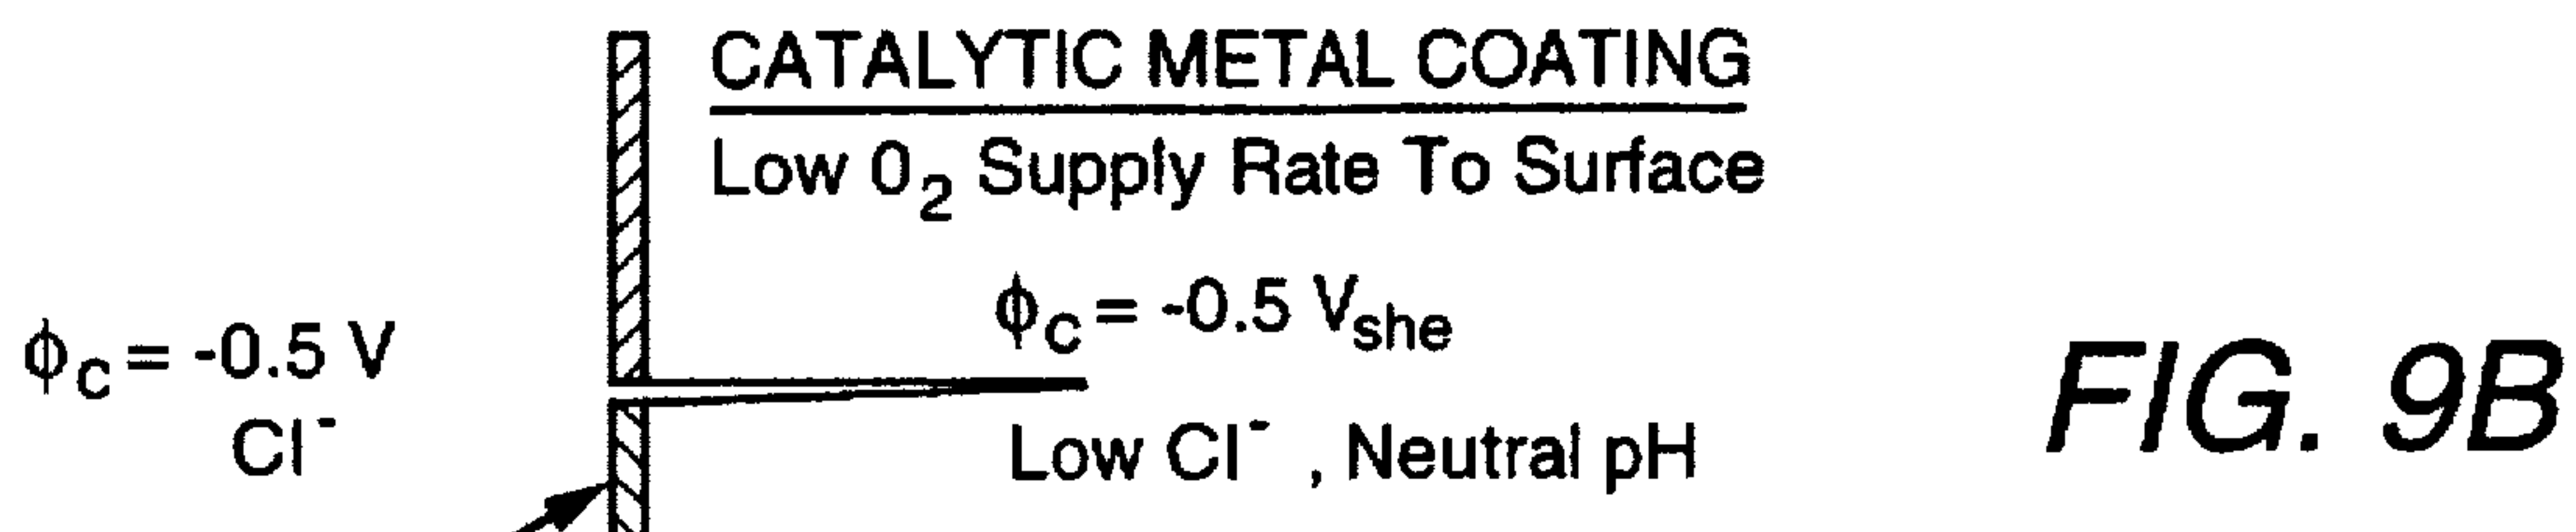 CATALYTIC METAL COATING
Low O₂ Supply Rate To Surface
ϕc = -0.5 Vshe
ϕc = -0.5 V
Cl⁻
Low Cl⁻ , Neutral pH
FIG. 9B